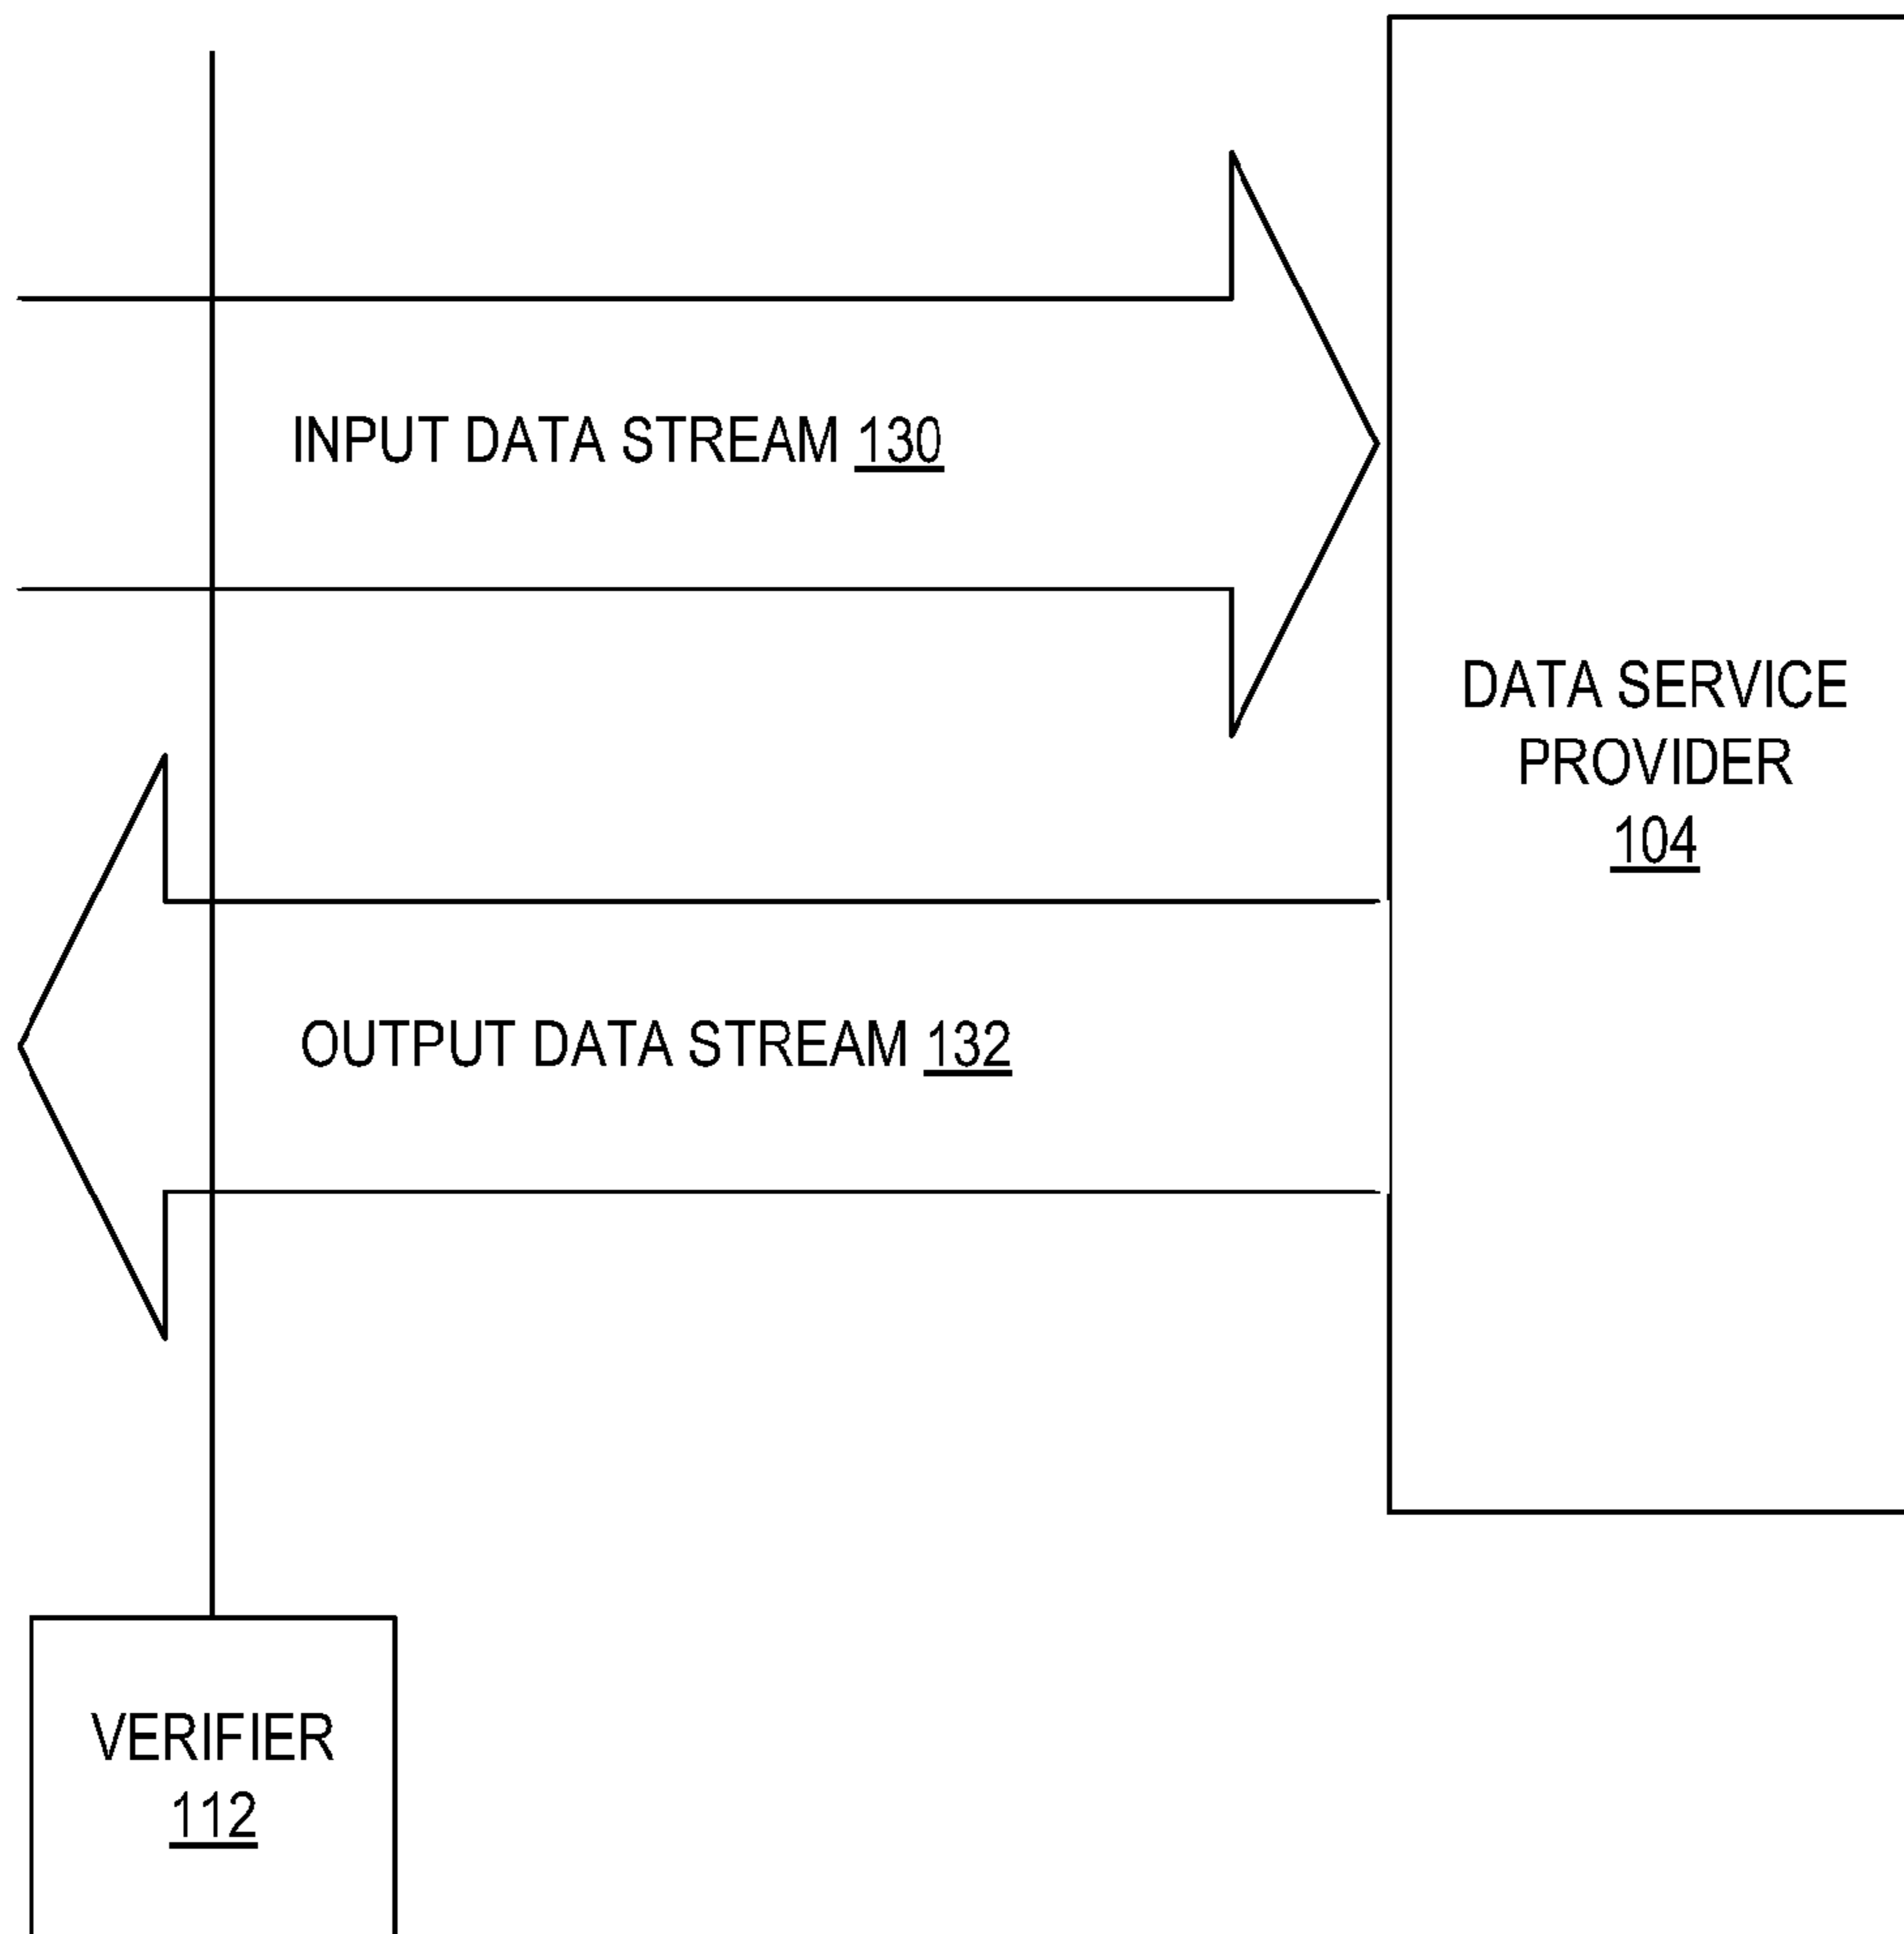 INPUT DATA STREAM 130
DATA SERVICE
PROVIDER
104
OUTPUT DATA STREAM 132
VERIFIER
112